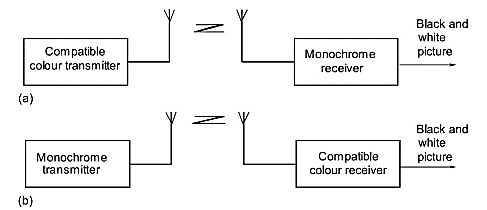 Black and
white
picture
Compatible
colour transmitter
Monochrome
receiver
(a)
Black and
white
picture
Monochrome
transmitter
Compatible
colour receiver
(b)